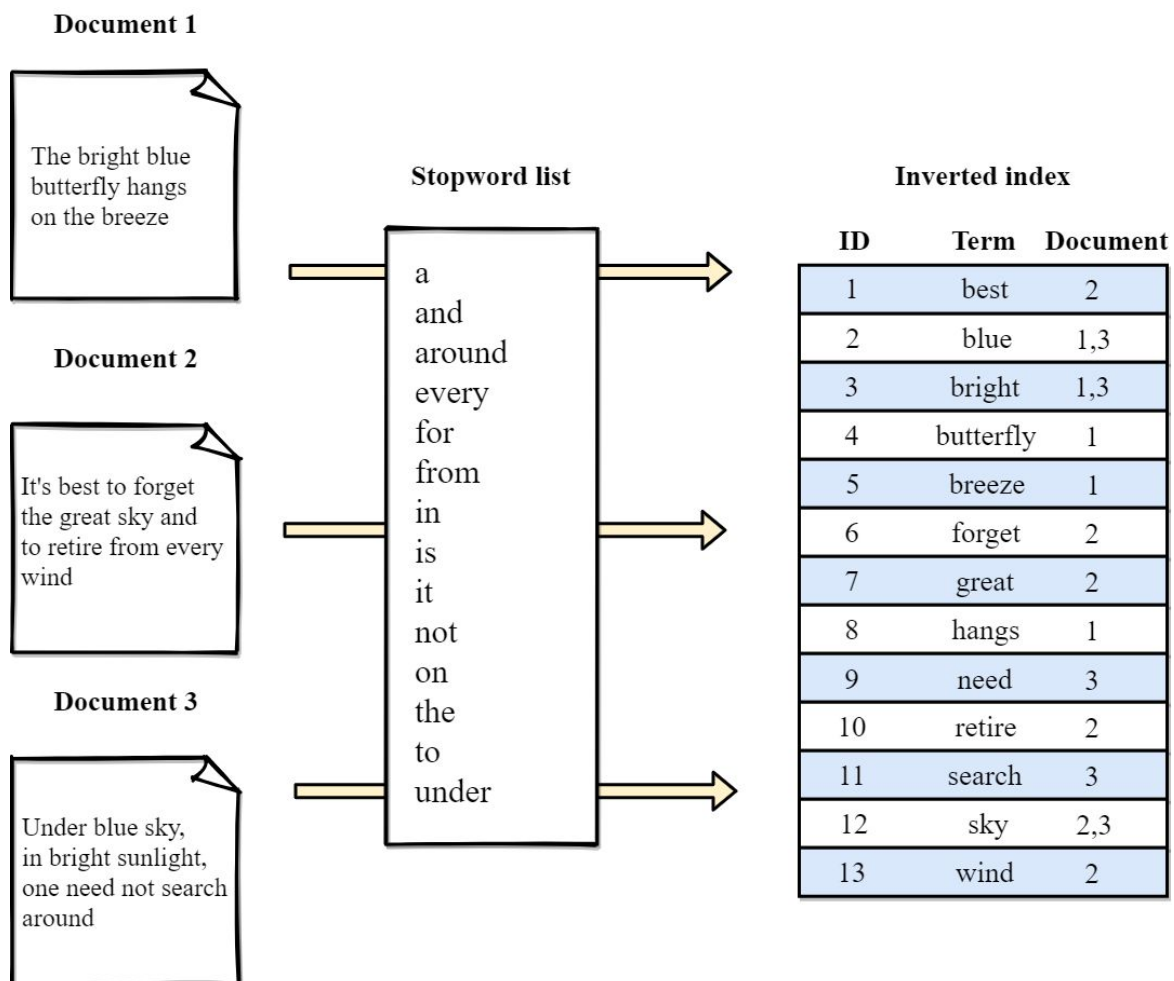 Document 1
The bright blue
butterfly hangs
on the breeze
Document 2
It's best to forget
the great sky and
to retire from every
wind
Document 3
Under blue sky,
in bright sunlight,
one need not search
around
Stopword list
a
and
around
every
for
from
in
is
it
not
on
the
to
under
Inverted index
ID Term Document
1 best 2
2 blue 1,3
3 bright 1,3
4 butterfly 1
5 breeze 1
6 forget 2
7 great 2
8 hangs 1
9 need 3
10 retire 2
11 search 3
12 sky 2,3
13 wind 2